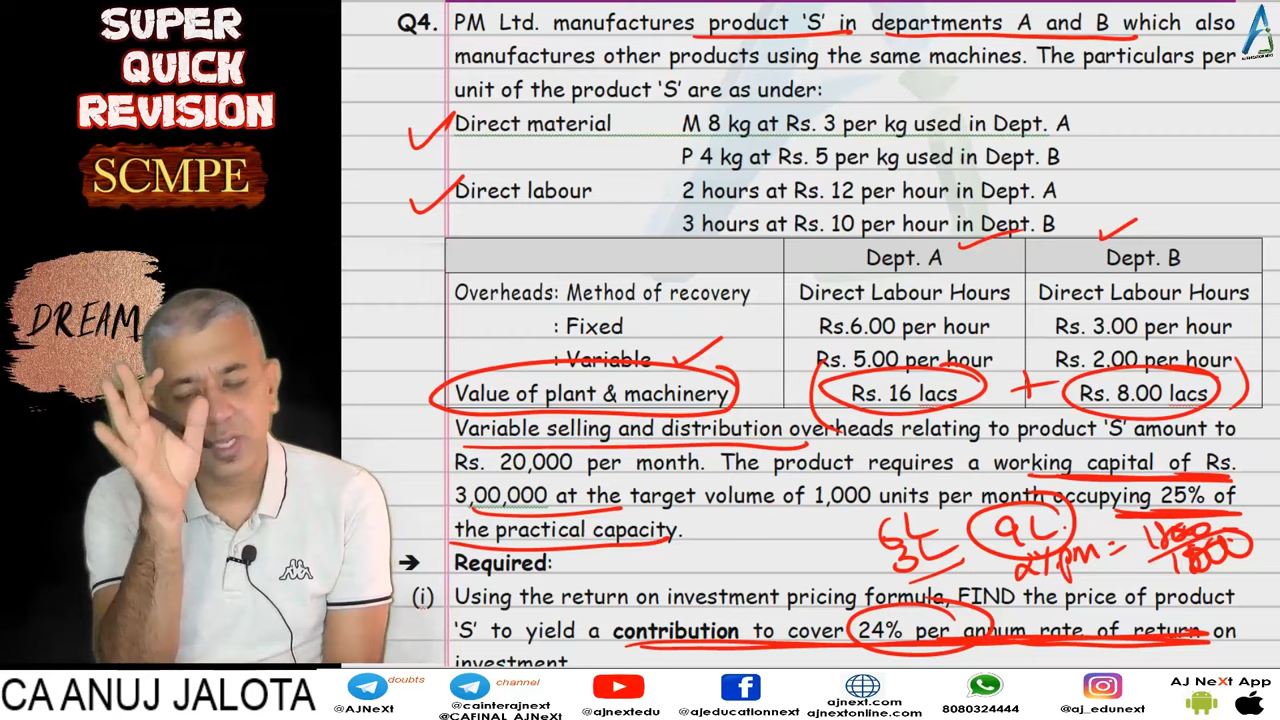 SUPER
QUICK
REVISION
SCMPE
DREAM
Q4. PM Ltd. manufactures product 'S' in departments A and B which also
manufactures other products using the same machines. The particulars per
unit of the product 'S' are as under:
Direct material M 8 kg at Rs. 3 per kg used in Dept. A
P 4 kg at Rs. 5 per kg used in Dept. B
Direct labour 2 hours at Rs. 12 per hour in Dept. A
3 hours at Rs. 10 per hour in Dept. B
Dept. A Dept. B
Overheads: Method of recovery Direct Labour Hours Direct Labour Hours
: Fixed Rs.6.00 per hour Rs. 3.00 per hour
: Variable Rs. 5.00 per hour Rs. 2.00 per hour
Value of plant & machinery Rs. 16 lacs + Rs. 8.00 lacs
Variable selling and distribution overheads relating to product 'S' amount to
Rs. 20,000 per month. The product requires a working capital of Rs.
3,00,000 at the target volume of 1,000 units per month occupying 25% of
the practical capacity.
6L
3L
9L
2% pm =
→ Required:
(i) Using the return on investment pricing formula, FIND the price of product
'S' to yield a contribution to cover 24% per annum rate of return on
investment.
CA ANUJ JALOTA
doubts
@AJNeXt
channel
@cainterajnext
@CAFINAL_AJNeXt
@ajnextedu
@ajeducationnext
ajnext.com
ajnextonline.com
8080324444
@aj_edunext
AJ NeXt App